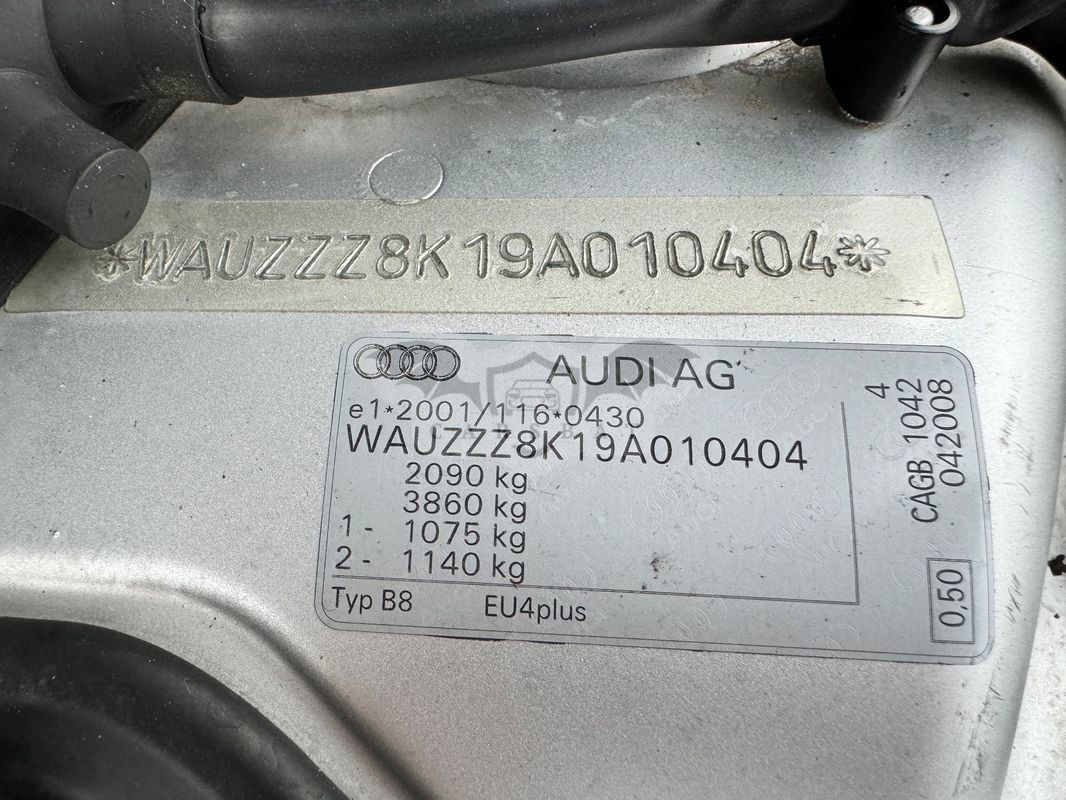 *WAUZZZ8K19A010404*
AUDI AG
e1*2001/116*0430
WAUZZZ8K19A010404
2090 kg
3860 kg
1 - 1075 kg
2 - 1140 kg
Typ B8 EU4plus
4
CAGB 1042
042008
0,50